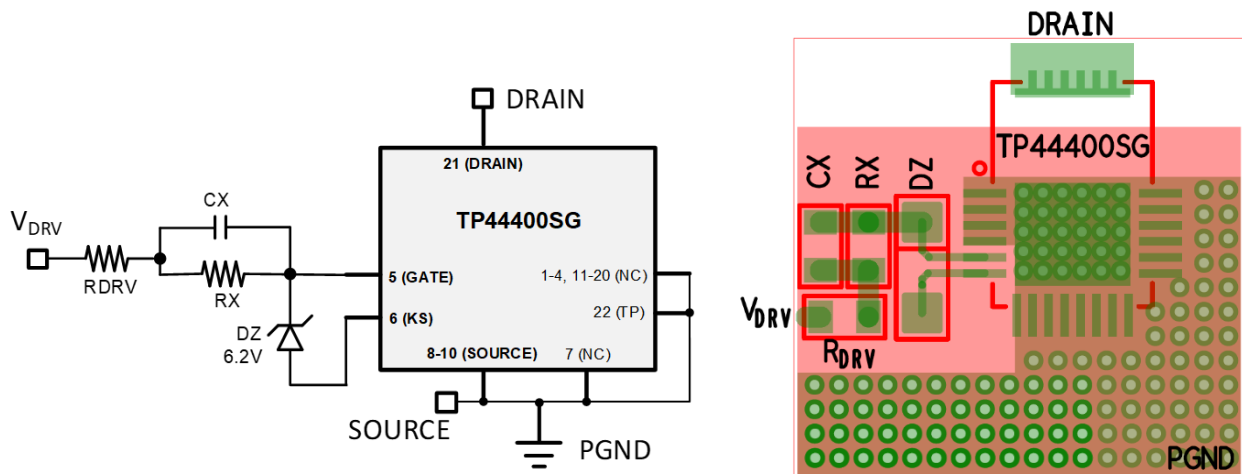 DRAIN
21 (DRAIN)
TP44400SG
CX
VDRV
RDRV
RX
5 (GATE)
1-4, 11-20 (NC)
DZ
6.2V
6 (KS)
22 (TP)
8-10 (SOURCE)
7 (NC)
SOURCE
PGND
DRAIN
TP44400SG
CX
RX
DZ
VDRV
RDRV
PGND